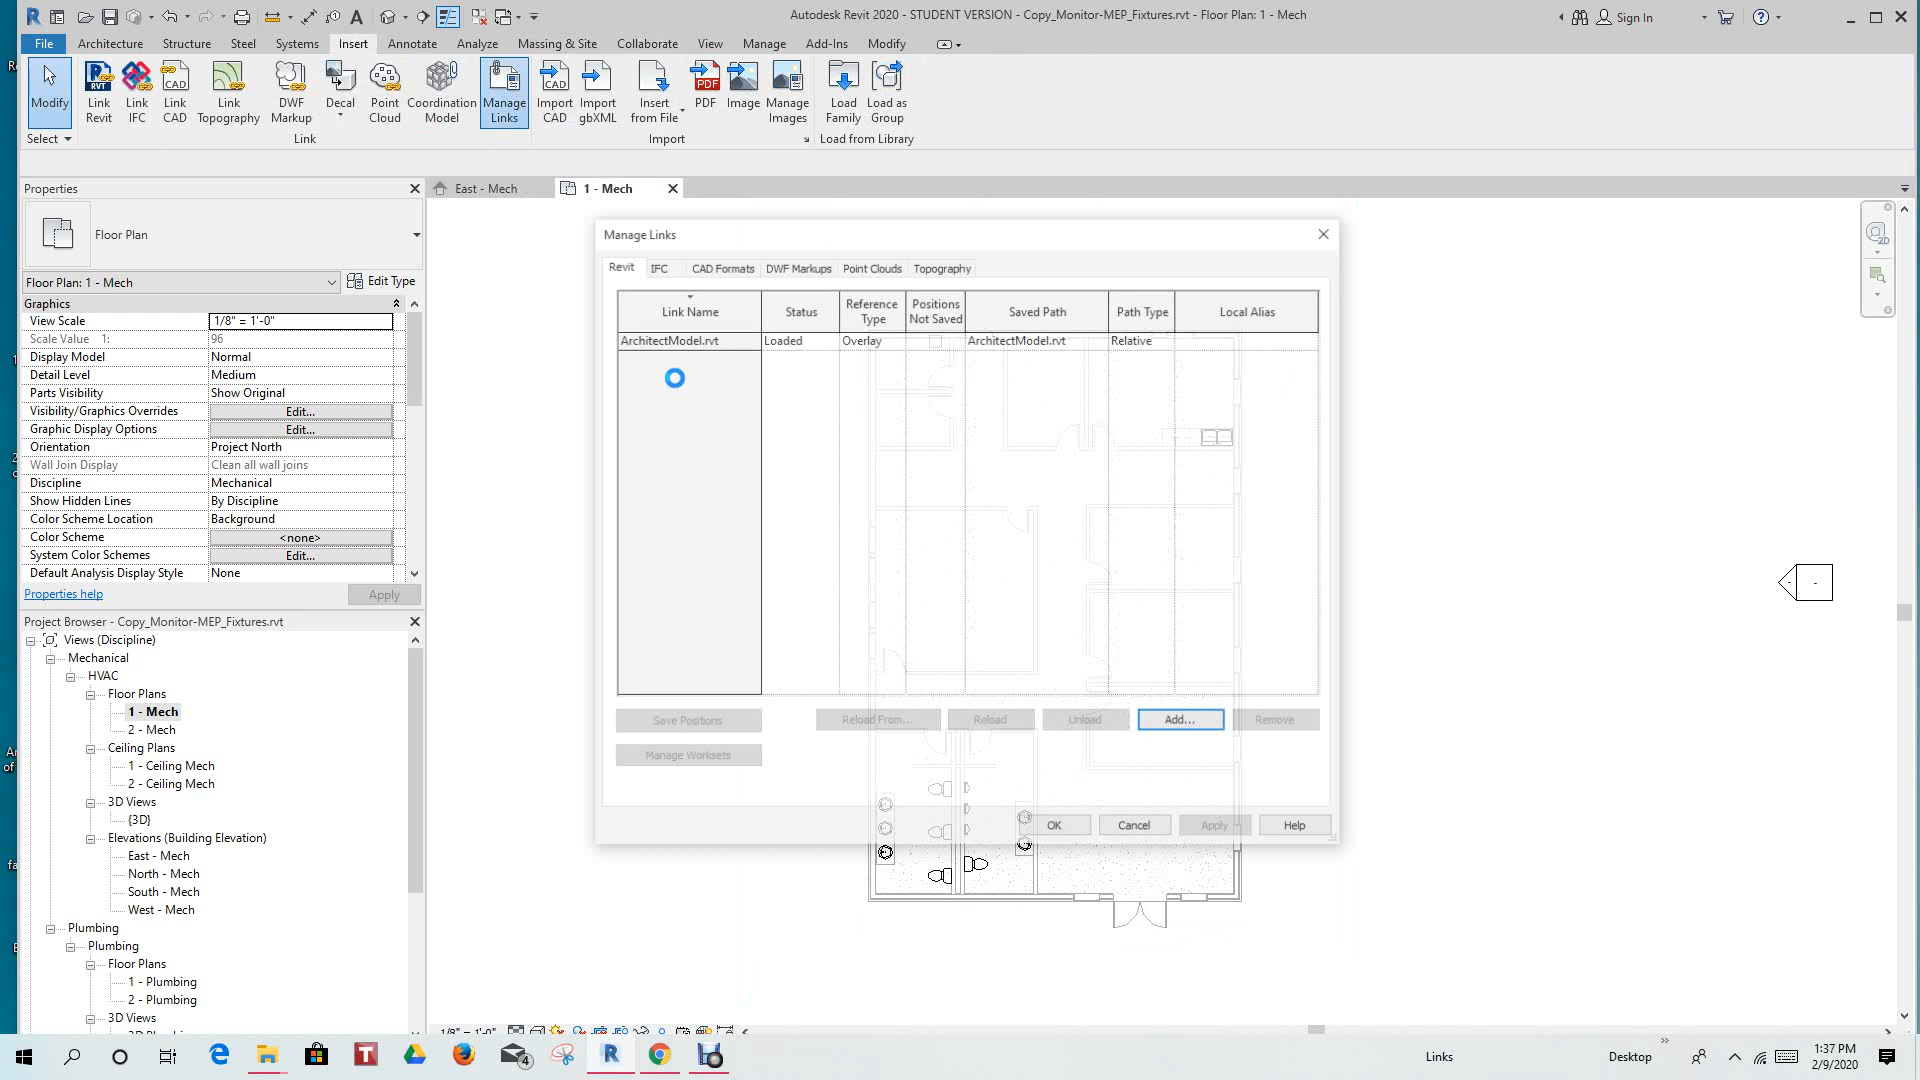 Autodesk Revit 2020 - STUDENT VERSION - Copy_Monitor-MEP_Fixtures.rvt - Floor Plan: 1 - Mech
Sign In
File Architecture Structure Steel Systems Insert Annotate Analyze Massing & Site Collaborate View Manage Add-Ins Modify
Modify
Link Revit
Link IFC
Link CAD
Link Topography
DWF Markup
Decal
Point Cloud
Coordination Model
Manage Links
Import CAD
Import gbXML
Insert from File
PDF
Image
Manage Images
Load Family
Load as Group
Select
Link
Import
Load from Library
Properties
East - Mech
1 - Mech
Floor Plan
Floor Plan: 1 - Mech
Edit Type
Graphics
View Scale 1/8" = 1'-0"
Scale Value 1: 96
Display Model Normal
Detail Level Medium
Parts Visibility Show Original
Visibility/Graphics Overrides Edit...
Graphic Display Options Edit...
Orientation Project North
Wall Join Display Clean all wall joins
Discipline Mechanical
Show Hidden Lines By Discipline
Color Scheme Location Background
Color Scheme <none>
System Color Schemes Edit...
Default Analysis Display Style None
Properties help
Apply
Project Browser - Copy_Monitor-MEP_Fixtures.rvt
Views (Discipline)
Mechanical
HVAC
Floor Plans
1 - Mech
2 - Mech
Ceiling Plans
1 - Ceiling Mech
2 - Ceiling Mech
3D Views
{3D}
Elevations (Building Elevation)
East - Mech
North - Mech
South - Mech
West - Mech
Plumbing
Plumbing
Floor Plans
1 - Plumbing
2 - Plumbing
3D Views
Manage Links
Revit IFC CAD Formats DWF Markups Point Clouds Topography
Link Name Status Reference Type Positions Not Saved Saved Path Path Type Local Alias
ArchitectModel.rvt Loaded Overlay ArchitectModel.rvt Relative
Save Positions
Reload From...
Reload
Unload
Add...
Remove
Manage Worksets
OK
Cancel
Apply
Help
1/8" = 1'-0"
Links
Desktop
1:37 PM
2/9/2020